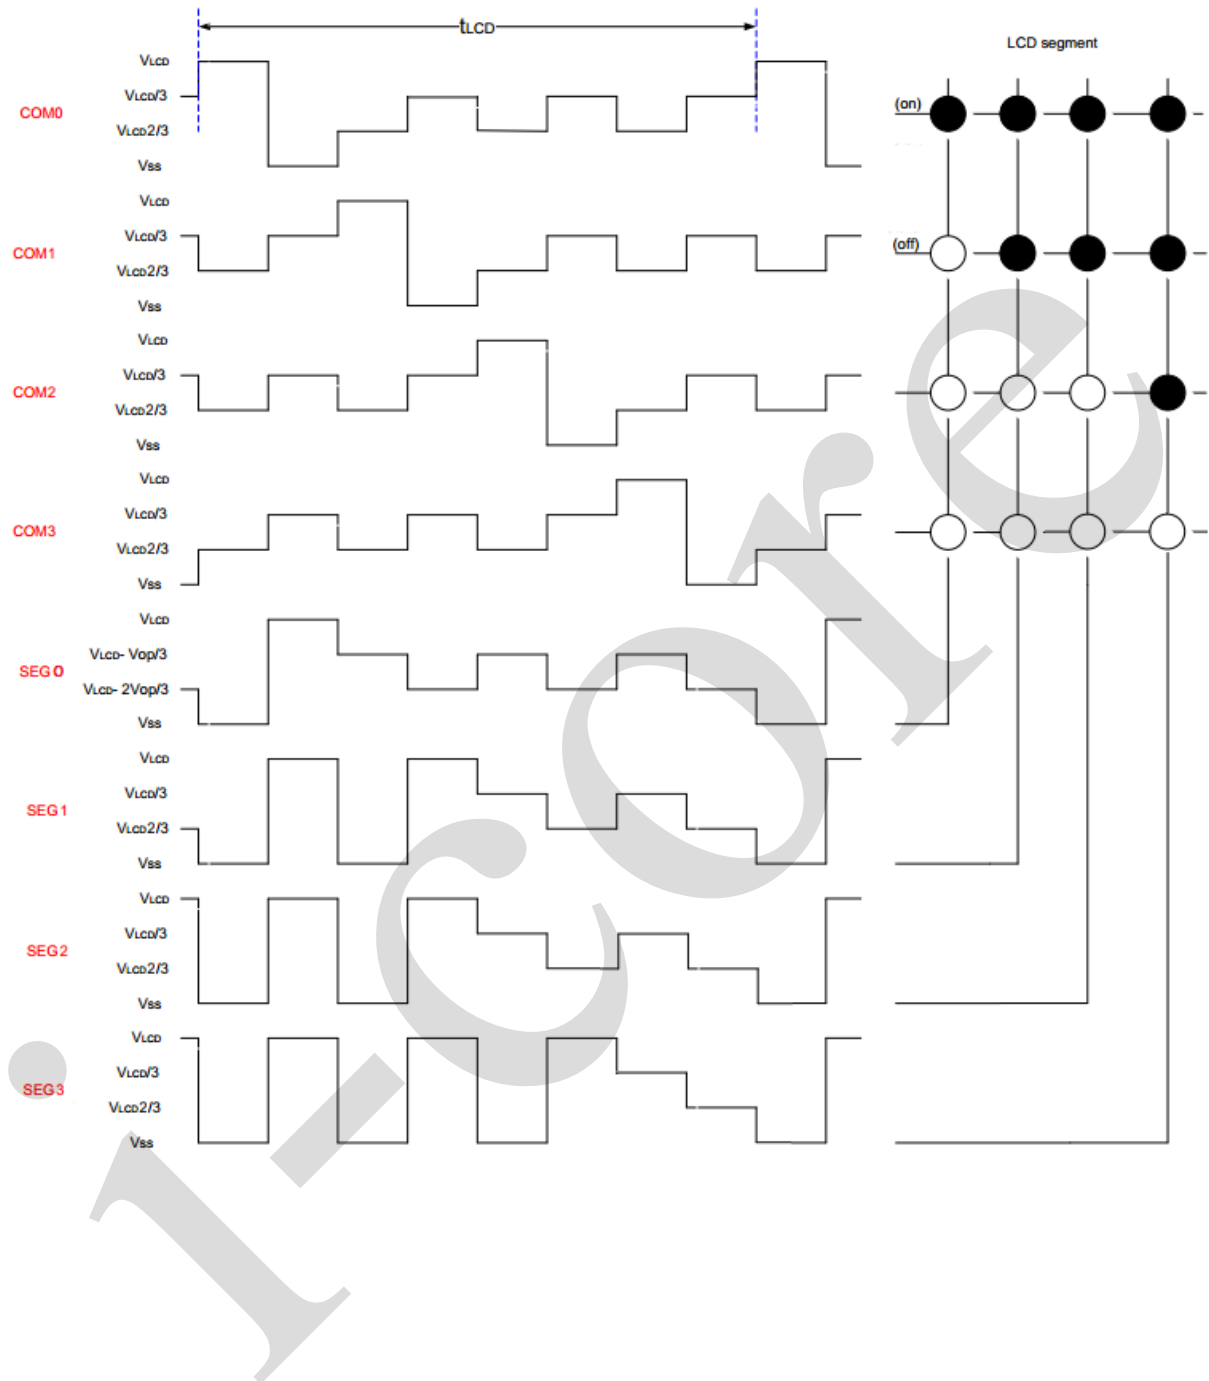 tLCD
LCD segment
VLCD
VLCD/3
COM0
VLCD2/3
Vss
(on)
VLCD
VLCD/3
COM1
VLCD2/3
Vss
(off)
VLCD
VLCD/3
COM2
VLCD2/3
Vss
VLCD
VLCD/3
COM3
VLCD2/3
Vss
VLCD
VLCD- Vop/3
SEG0
VLCD- 2Vop/3
Vss
VLCD
VLCD/3
SEG1
VLCD2/3
Vss
VLCD
VLCD/3
SEG2
VLCD2/3
Vss
VLCD
VLCD/3
SEG3
VLCD2/3
Vss
i-core